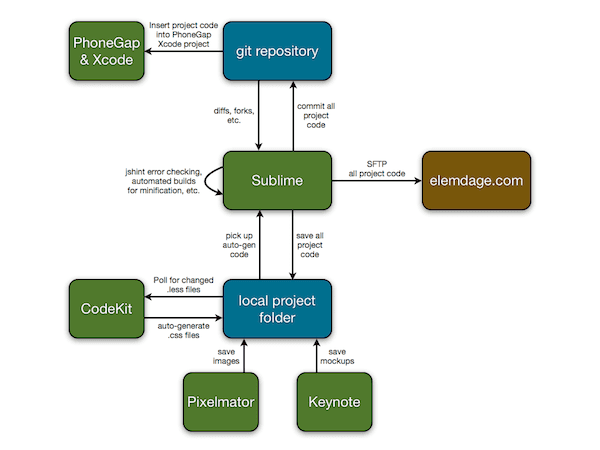 PhoneGap
& Xcode
Insert project code
into PhoneGap
Xcode project
git repository
diffs, forks,
etc.
commit all
project
code
jshint error checking,
automated builds
for minification, etc.
Sublime
SFTP
all project code
elemdage.com
pick up
auto-gen
code
save all
project
code
CodeKit
Poll for changed
.less files
auto-generate
.css files
local project
folder
save
images
save
mockups
Pixelmator
Keynote